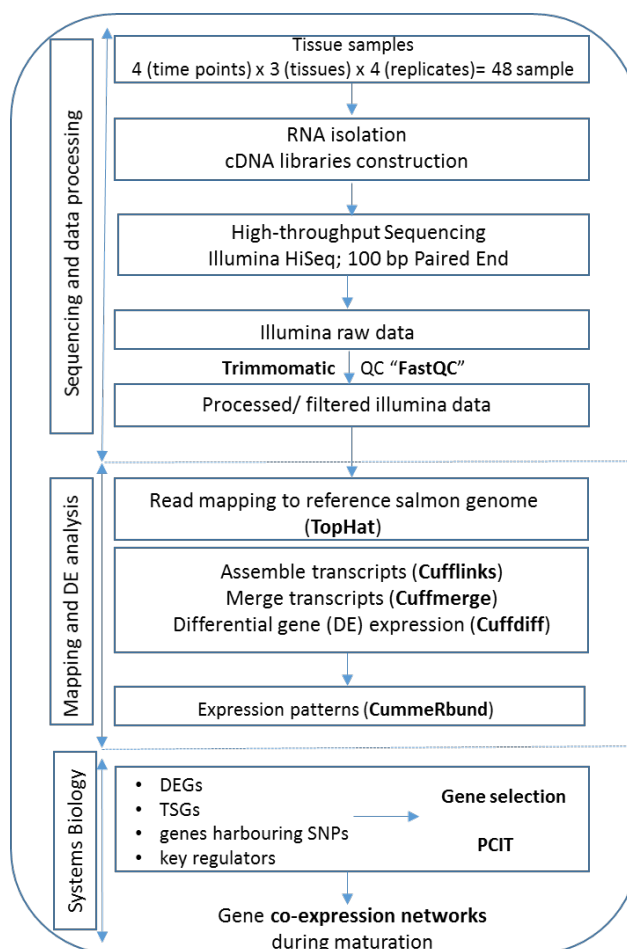 Sequencing and data processing
Tissue samples
4 (time points) x 3 (tissues) x 4 (replicates)= 48 sample
RNA isolation
cDNA libraries construction
High-throughput Sequencing
Illumina HiSeq; 100 bp Paired End
Illumina raw data
Trimmomatic QC “FastQC”
Processed/ filtered illumina data
Mapping and DE analysis
Read mapping to reference salmon genome
(TopHat)
Assemble transcripts (Cufflinks)
Merge transcripts (Cuffmerge)
Differential gene (DE) expression (Cuffdiff)
Expression patterns (CummeRbund)
Systems Biology
• DEGs
• TSGs
• genes harbouring SNPs
• key regulators
Gene selection
PCIT
Gene co-expression networks
during maturation